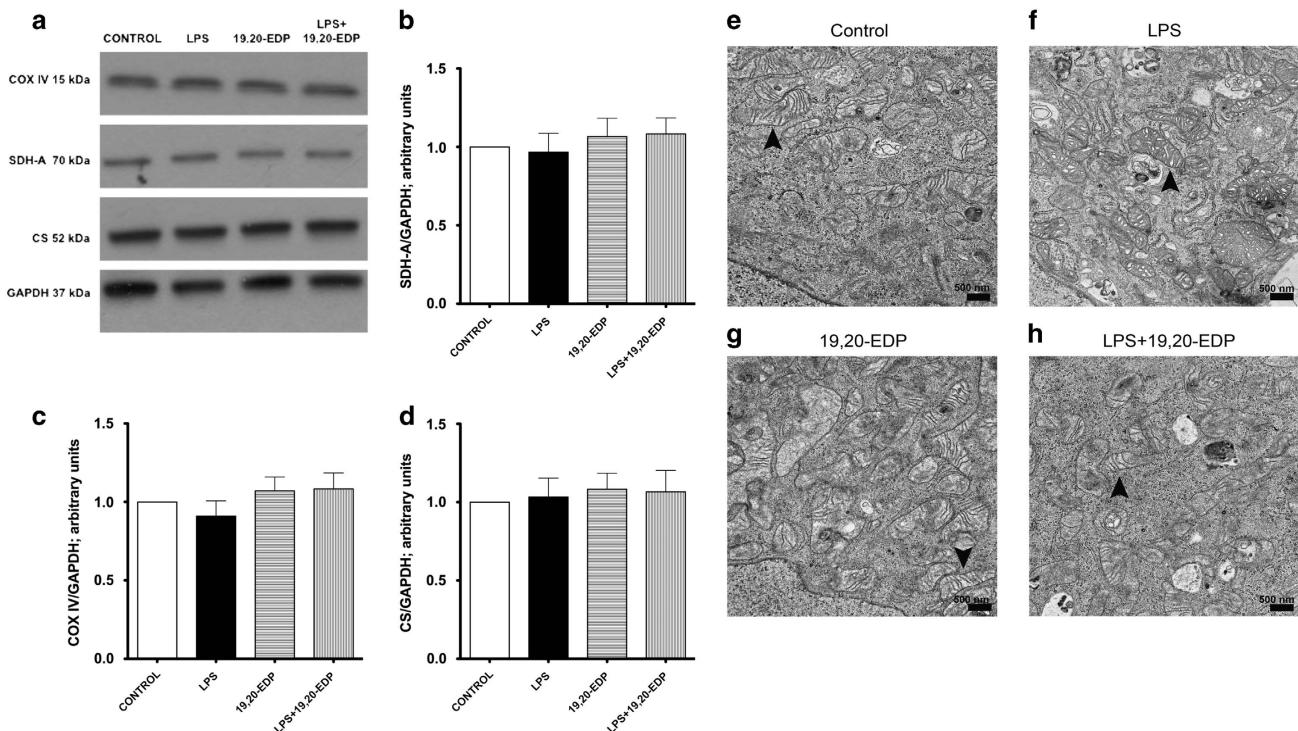 a
CONTROL LPS 19,20-EDP LPS+ 19,20-EDP
COX IV 15 kDa
SDH-A 70 kDa
CS 52 kDa
GAPDH 37 kDa
b
SDH-A/GAPDH; arbitrary units
1.5
1.0
0.5
0.0
CONTROL
LPS
19,20-EDP
LPS+19,20-EDP
c
COX IV/GAPDH; arbitrary units
1.5
1.0
0.5
0.0
CONTROL
LPS
19,20-EDP
LPS+19,20-EDP
d
CS/GAPDH; arbitrary units
1.5
1.0
0.5
0.0
CONTROL
LPS
19,20-EDP
LPS+19,20-EDP
e
Control
500 nm
f
LPS
500 nm
g
19,20-EDP
500 nm
h
LPS+19,20-EDP
500 nm